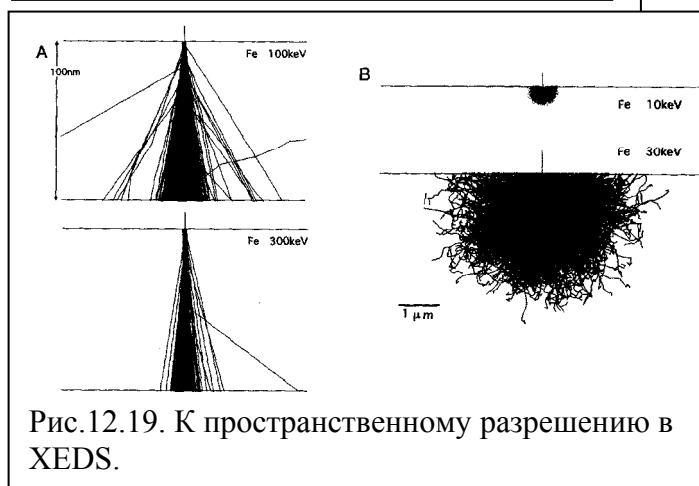 A
Fe 100keV
100nm
Fe 300keV
B
Fe 10keV
Fe 30keV
1 μm
Рис.12.19. К пространственному разрешению в
XEDS.